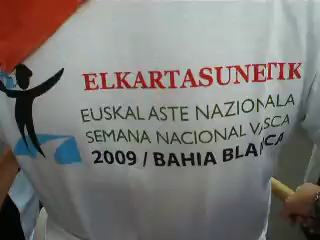 ELKARTASUNETIK
EUSKAL ASTE NAZIONALA
SEMANA NACIONAL VASCA
2009 / BAHIA BLANCA